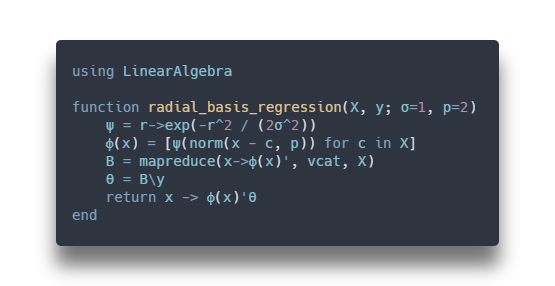 using LinearAlgebra
function radial_basis_regression(X, y; σ=1, p=2)
ψ = r->exp(-r^2 / (2σ^2))
ϕ(x) = [ψ(norm(x - c, p)) for c in X]
B = mapreduce(x->ϕ(x)', vcat, X)
θ = B\y
return x -> ϕ(x)'θ
end